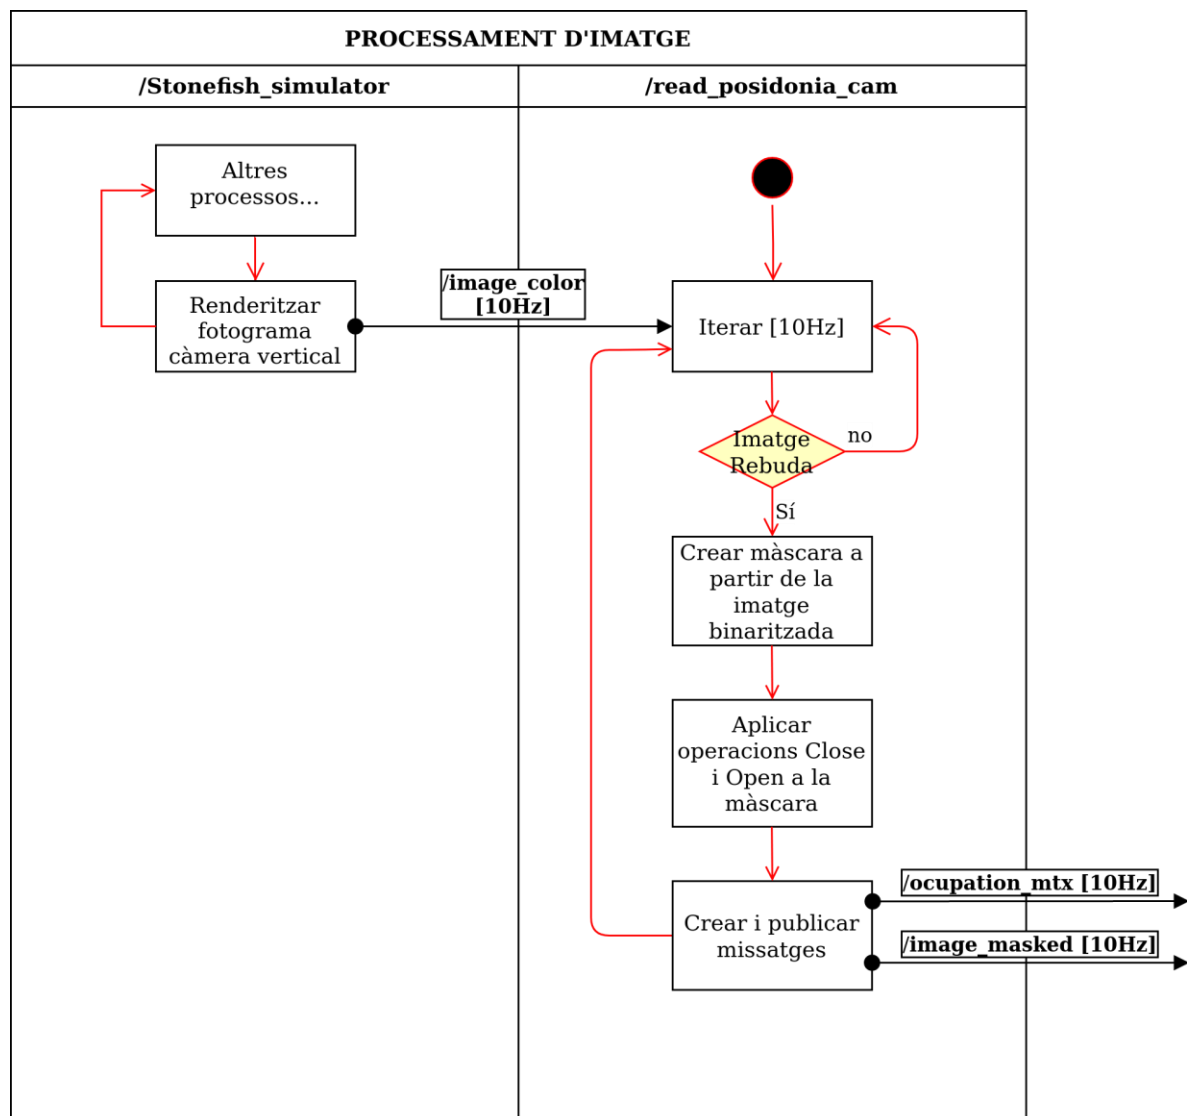 PROCESSAMENT D'IMATGE
/Stonefish_simulator
/read_posidonia_cam
Altres
processos...
Renderitzar
fotograma
càmera vertical
/image_color
[10Hz]
Iterar [10Hz]
Imatge
Rebuda
no
Sí
Crear màscara a
partir de la
imatge
binaritzada
Aplicar
operacions Close
i Open a la
màscara
Crear i publicar
missatges
/ocupation_mtx [10Hz]
/image_masked [10Hz]